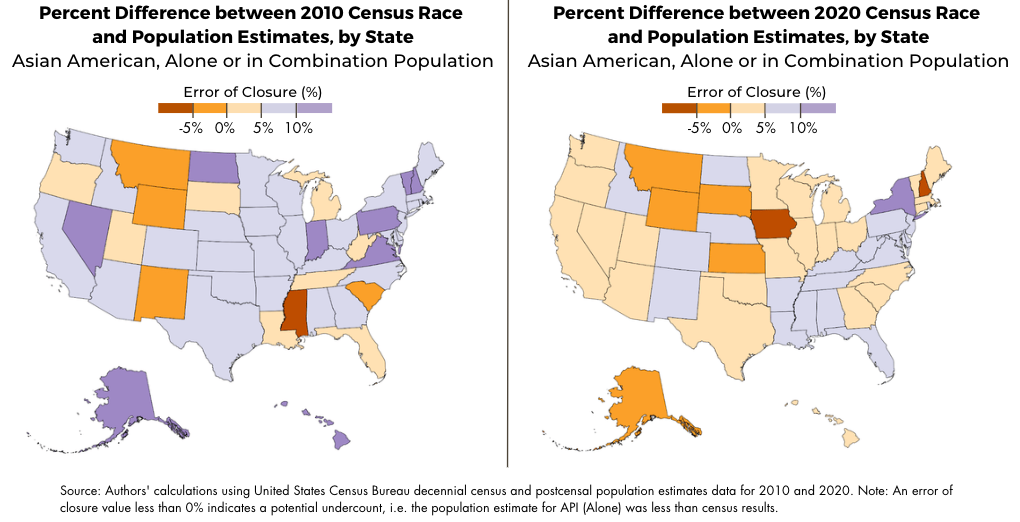 Percent Difference between 2010 Census Race
and Population Estimates, by State
Asian American, Alone or in Combination Population
Error of Closure (%)
-5% 0% 5% 10%
Percent Difference between 2020 Census Race
and Population Estimates, by State
Asian American, Alone or in Combination Population
Error of Closure (%)
-5% 0% 5% 10%
Source: Authors' calculations using United States Census Bureau decennial census and postcensal population estimates data for 2010 and 2020. Note: An error of
closure value less than 0% indicates a potential undercount, i.e. the population estimate for API (Alone) was less than census results.